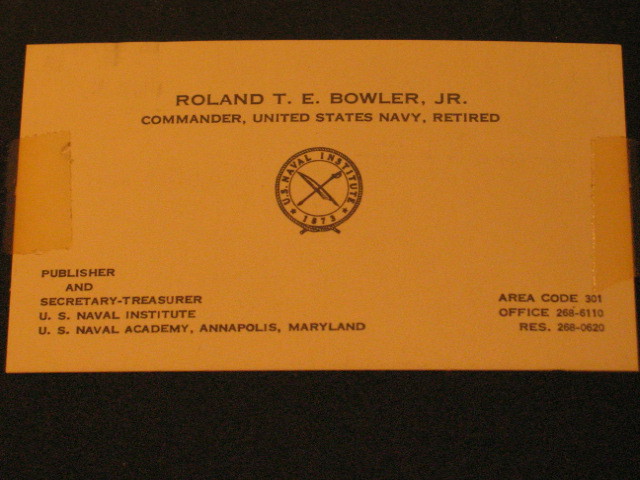 ROLAND T. E. BOWLER, JR.
COMMANDER, UNITED STATES NAVY, RETIRED
U.S. NAVAL INSTITUTE
1873
PUBLISHER
AND
SECRETARY-TREASURER
U. S. NAVAL INSTITUTE
U. S. NAVAL ACADEMY, ANNAPOLIS, MARYLAND
AREA CODE 301
OFFICE 268-6110
RES. 268-0620